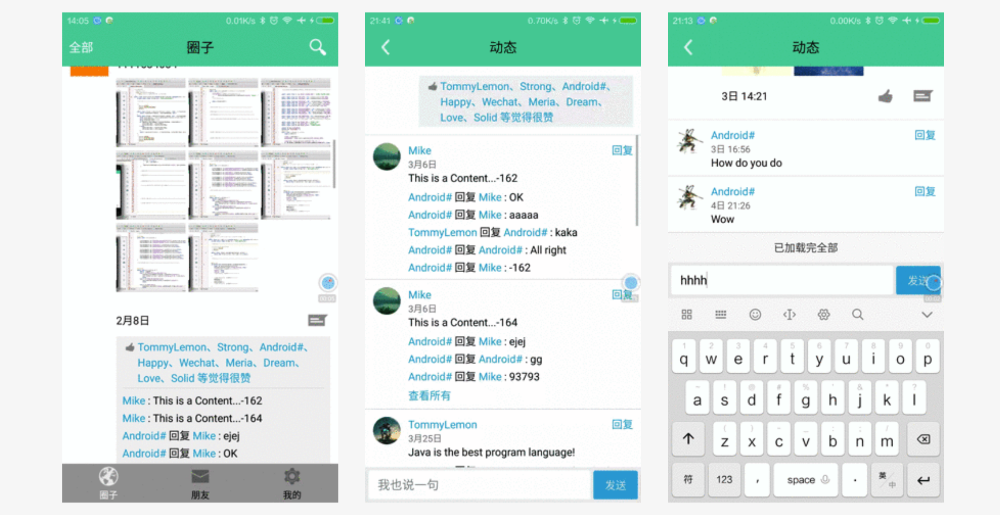 14:05
0.01K/s
全部
圈子
2月8日
TommyLemon、Strong、Android#、
Happy、Wechat、Meria、Dream、
Love、Solid 等觉得很赞
Mike : This is a Content...-162
Mike : This is a Content...-164
Android# 回复 Mike : ejej
Android# 回复 Mike : OK
圈子
朋友
我的
00:05
21:41
0.70K/s
动态
TommyLemon、Strong、Android#、
Happy、Wechat、Meria、Dream、
Love、Solid 等觉得很赞
Mike
回复
3月6日
This is a Content...-162
Android# 回复 Mike : OK
Android# 回复 Mike : aaaaa
TommyLemon 回复 Android# : kaka
Android# 回复 Android# : All right
Android# 回复 Mike : -162
Mike
回复
3月6日
This is a Content...-164
Android# 回复 Mike : ejej
Android# 回复 Android# : gg
Android# 回复 Mike : 93793
查看所有
TommyLemon
回复
3月25日
Java is the best program language!
我也说一句
发送
21:13
0.00K/s
动态
3日 14:21
Android#
回复
3日 16:56
How do you do
Android#
回复
4日 21:26
Wow
已加载完全部
hhhh
发送
00:02
1 2 3 4 5 6 7 8 9 0
q w e r t y u i o p
~ ! @ # % ' & * ?
a s d f g h j k l
( ) - _ : ; /
z x c v b n m
符 123 , space . 英/中